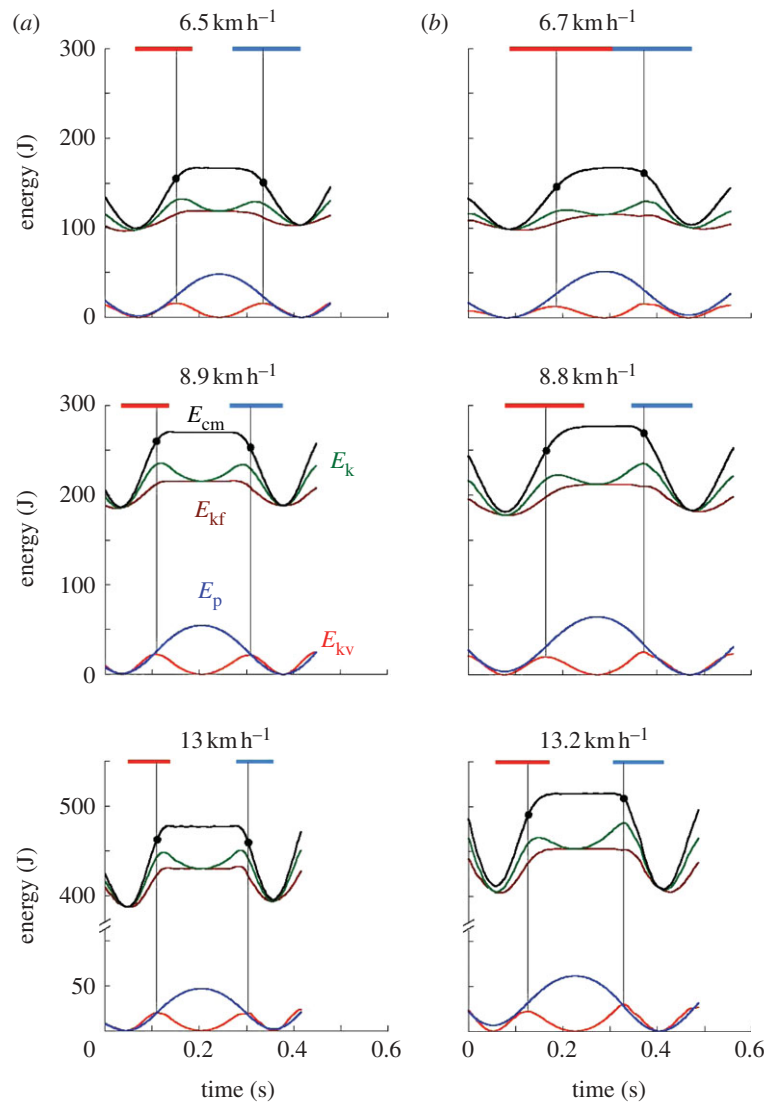 (a) 6.5 km h⁻¹ (b) 6.7 km h⁻¹
300
200
100
0
energy (J)
8.9 km h⁻¹ 8.8 km h⁻¹
300
200
100
0
energy (J)
E_cm
E_k
E_kf
E_p
E_kv
13 km h⁻¹ 13.2 km h⁻¹
500
400
50
energy (J)
0 0.2 0.4 0.6 0 0.2 0.4 0.6
time (s) time (s)